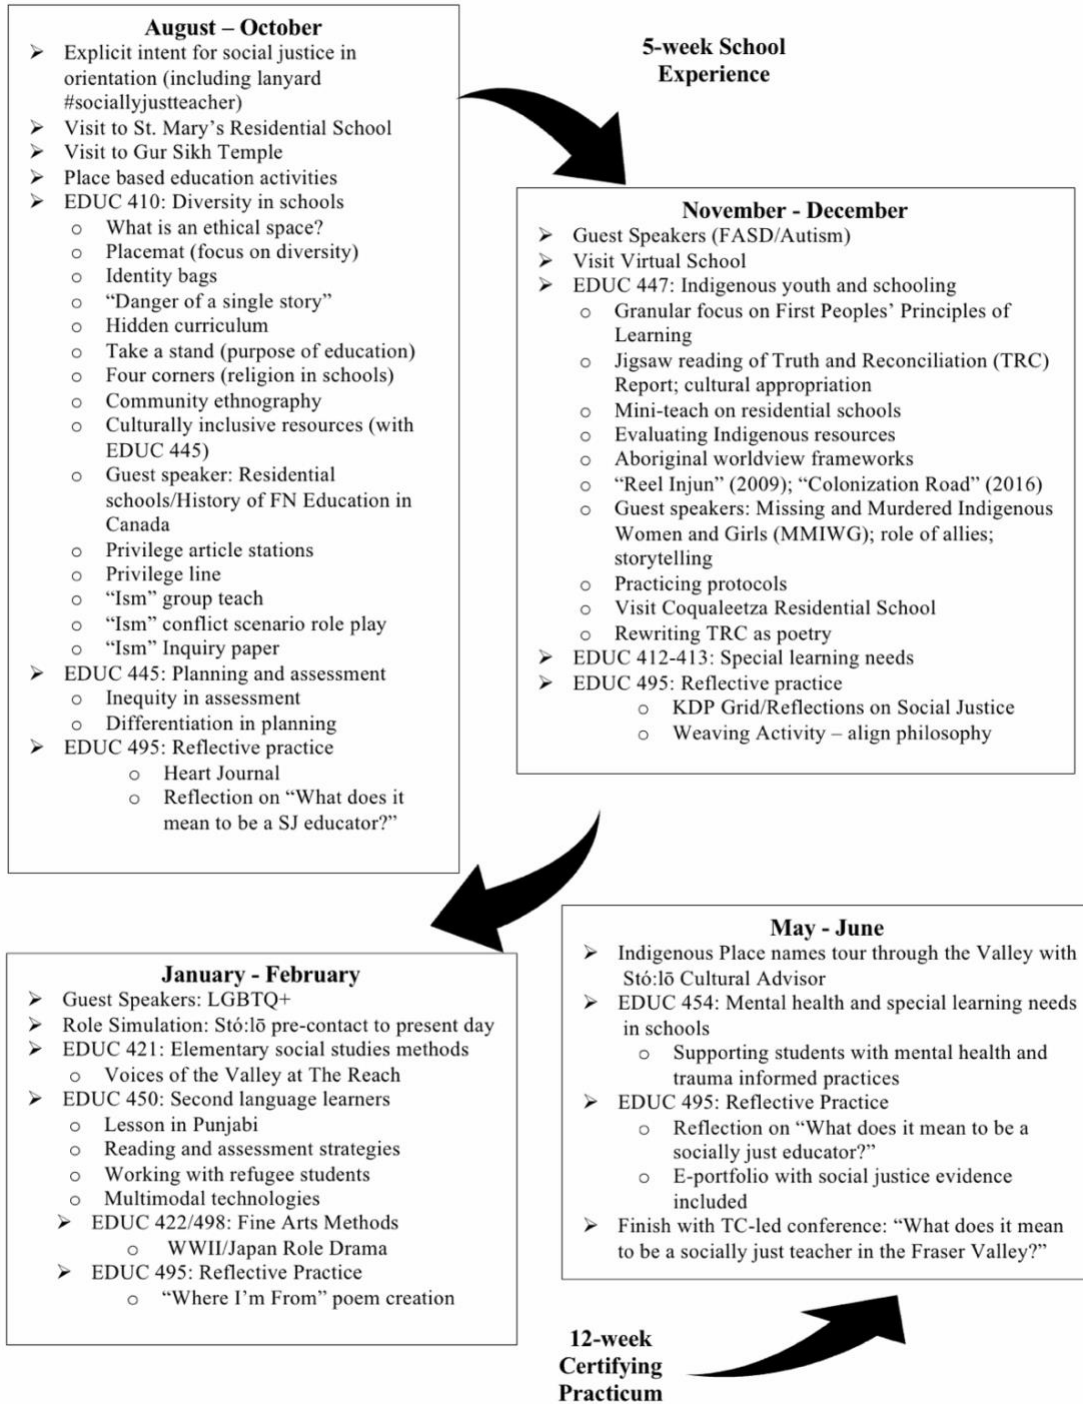 August – October
➢ Explicit intent for social justice in
orientation (including lanyard
#sociallyjustteacher)
➢ Visit to St. Mary's Residential School
➢ Visit to Gur Sikh Temple
➢ Place based education activities
➢ EDUC 410: Diversity in schools
o What is an ethical space?
o Placemat (focus on diversity)
o Identity bags
o “Danger of a single story”
o Hidden curriculum
o Take a stand (purpose of education)
o Four corners (religion in schools)
o Community ethnography
o Culturally inclusive resources (with
EDUC 445)
o Guest speaker: Residential
schools/History of FN Education in
Canada
o Privilege article stations
o Privilege line
o “Ism” group teach
o “Ism” conflict scenario role play
o “Ism” Inquiry paper
➢ EDUC 445: Planning and assessment
o Inequity in assessment
o Differentiation in planning
➢ EDUC 495: Reflective practice
o Heart Journal
o Reflection on “What does it
mean to be a SJ educator?”
5-week School
Experience
November - December
➢ Guest Speakers (FASD/Autism)
➢ Visit Virtual School
➢ EDUC 447: Indigenous youth and schooling
o Granular focus on First Peoples’ Principles of
Learning
o Jigsaw reading of Truth and Reconciliation (TRC)
Report; cultural appropriation
o Mini-teach on residential schools
o Evaluating Indigenous resources
o Aboriginal worldview frameworks
o “Reel Injun” (2009); “Colonization Road” (2016)
o Guest speakers: Missing and Murdered Indigenous
Women and Girls (MMIWG); role of allies;
storytelling
o Practicing protocols
o Visit Coqualeetza Residential School
o Rewriting TRC as poetry
➢ EDUC 412-413: Special learning needs
➢ EDUC 495: Reflective practice
o KDP Grid/Reflections on Social Justice
o Weaving Activity – align philosophy
January - February
➢ Guest Speakers: LGBTQ+
➢ Role Simulation: Stó:lō pre-contact to present day
➢ EDUC 421: Elementary social studies methods
o Voices of the Valley at The Reach
➢ EDUC 450: Second language learners
o Lesson in Punjabi
o Reading and assessment strategies
o Working with refugee students
o Multimodal technologies
➢ EDUC 422/498: Fine Arts Methods
o WWII/Japan Role Drama
➢ EDUC 495: Reflective Practice
o “Where I’m From” poem creation
12-week
Certifying
Practicum
May - June
➢ Indigenous Place names tour through the Valley with
Stó:lō Cultural Advisor
➢ EDUC 454: Mental health and special learning needs
in schools
o Supporting students with mental health and
trauma informed practices
➢ EDUC 495: Reflective Practice
o Reflection on “What does it mean to be a
socially just educator?”
o E-portfolio with social justice evidence
included
➢ Finish with TC-led conference: “What does it mean
to be a socially just teacher in the Fraser Valley?”